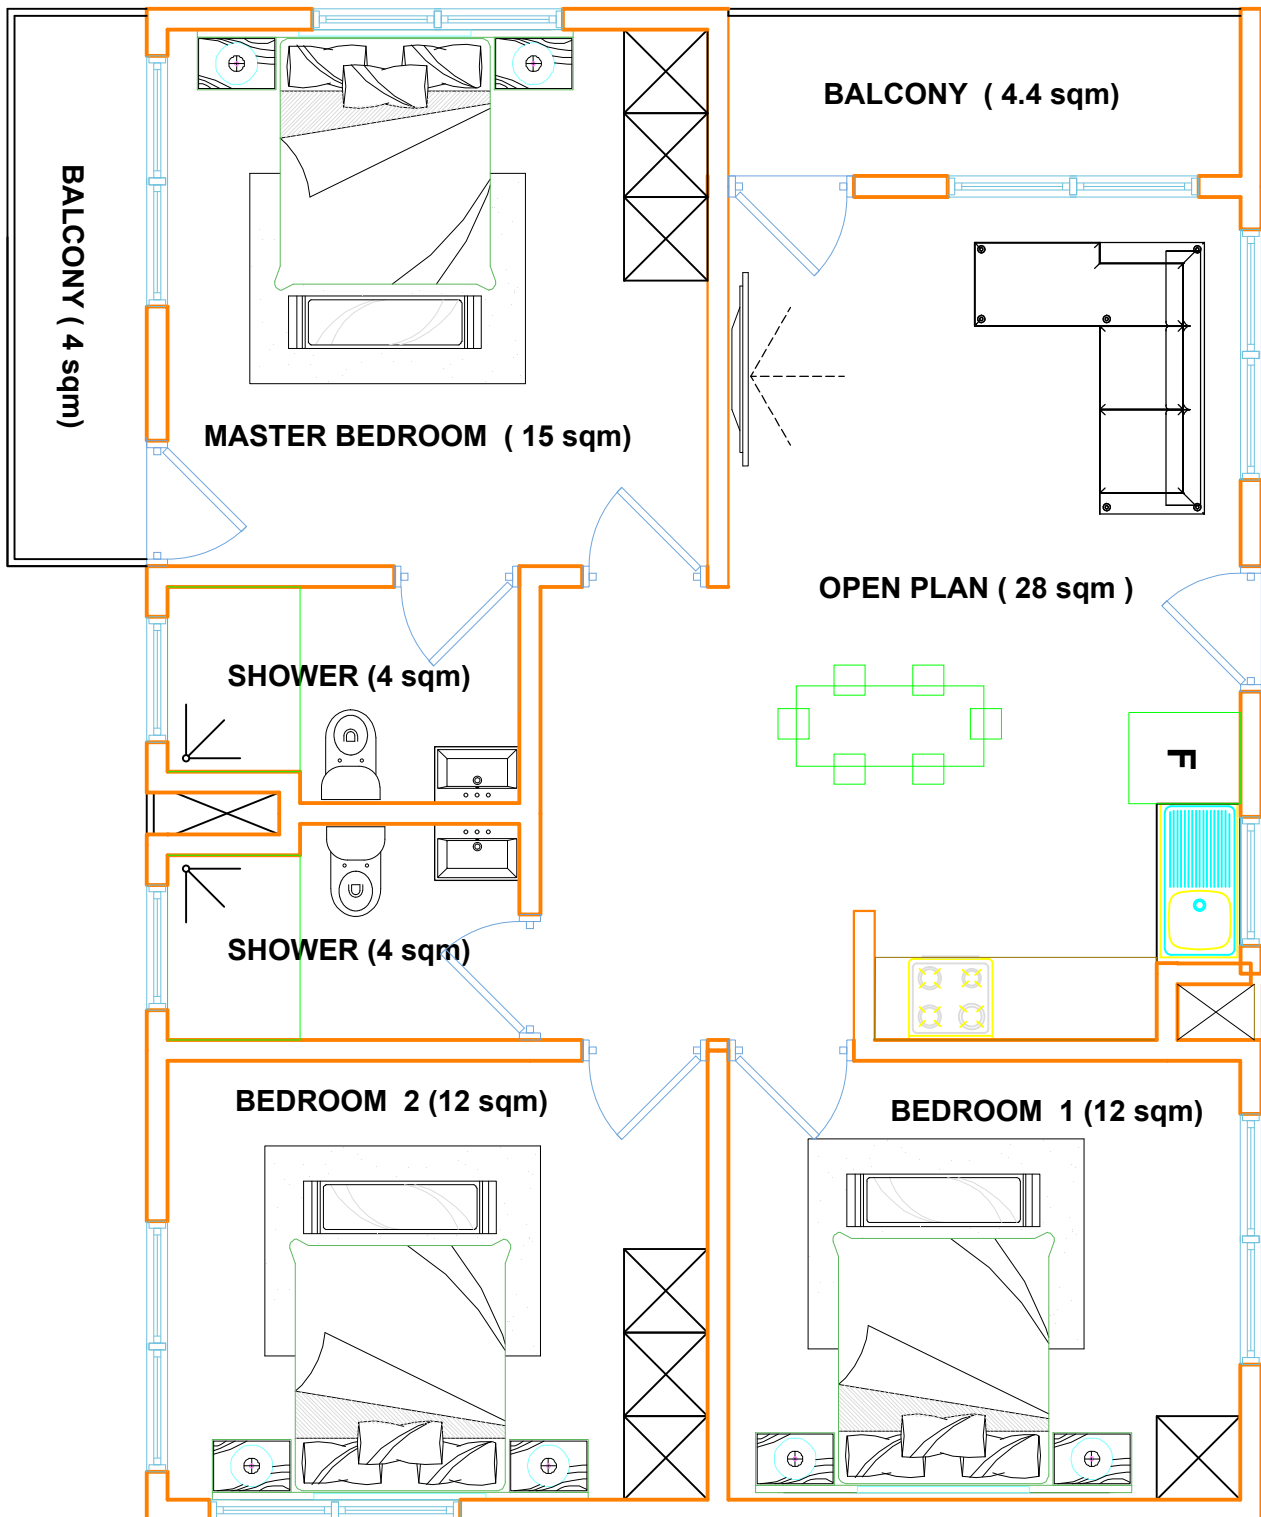 BALCONY  ( 4.4 sqm)
BALCONY ( 4 sqm)
MASTER BEDROOM  ( 15 sqm)
OPEN PLAN ( 28 sqm )
SHOWER (4 sqm)
F
SHOWER (4 sqm)
BEDROOM  2 (12 sqm)
BEDROOM  1 (12 sqm)